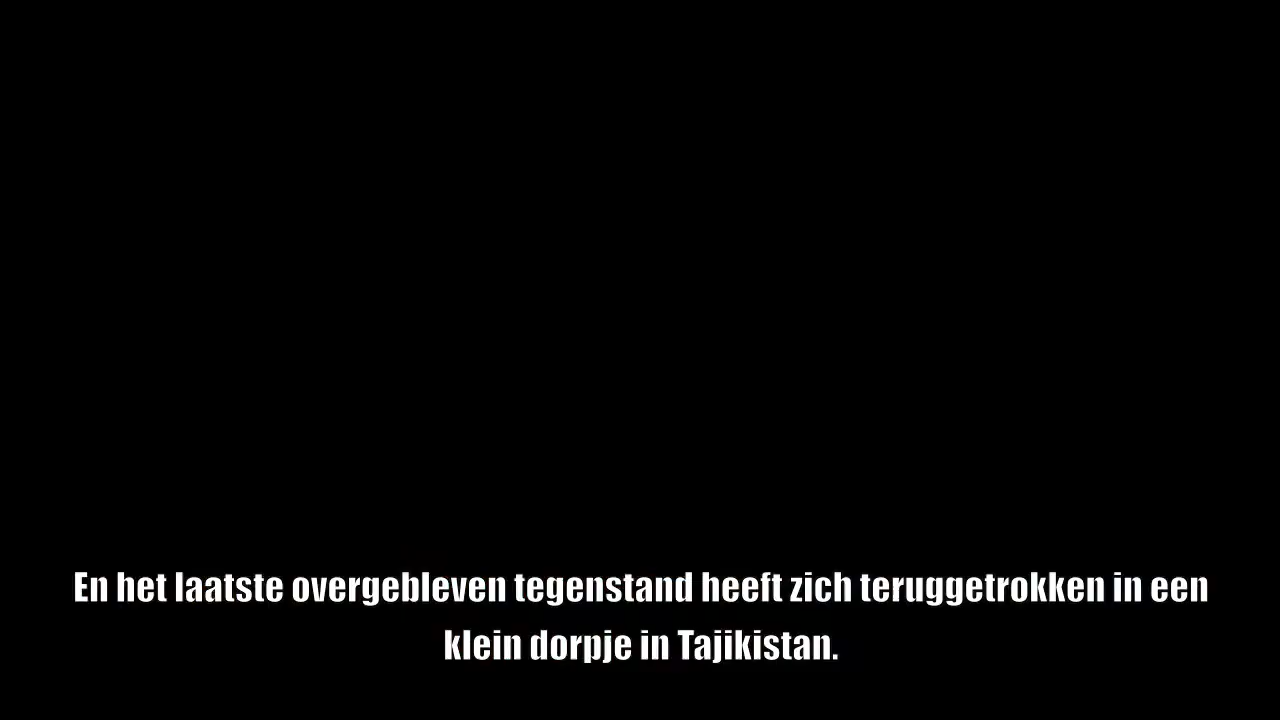 En het laatste overgebleven tegenstand heeft zich teruggetrokken in een
klein dorpje in Tajikistan.